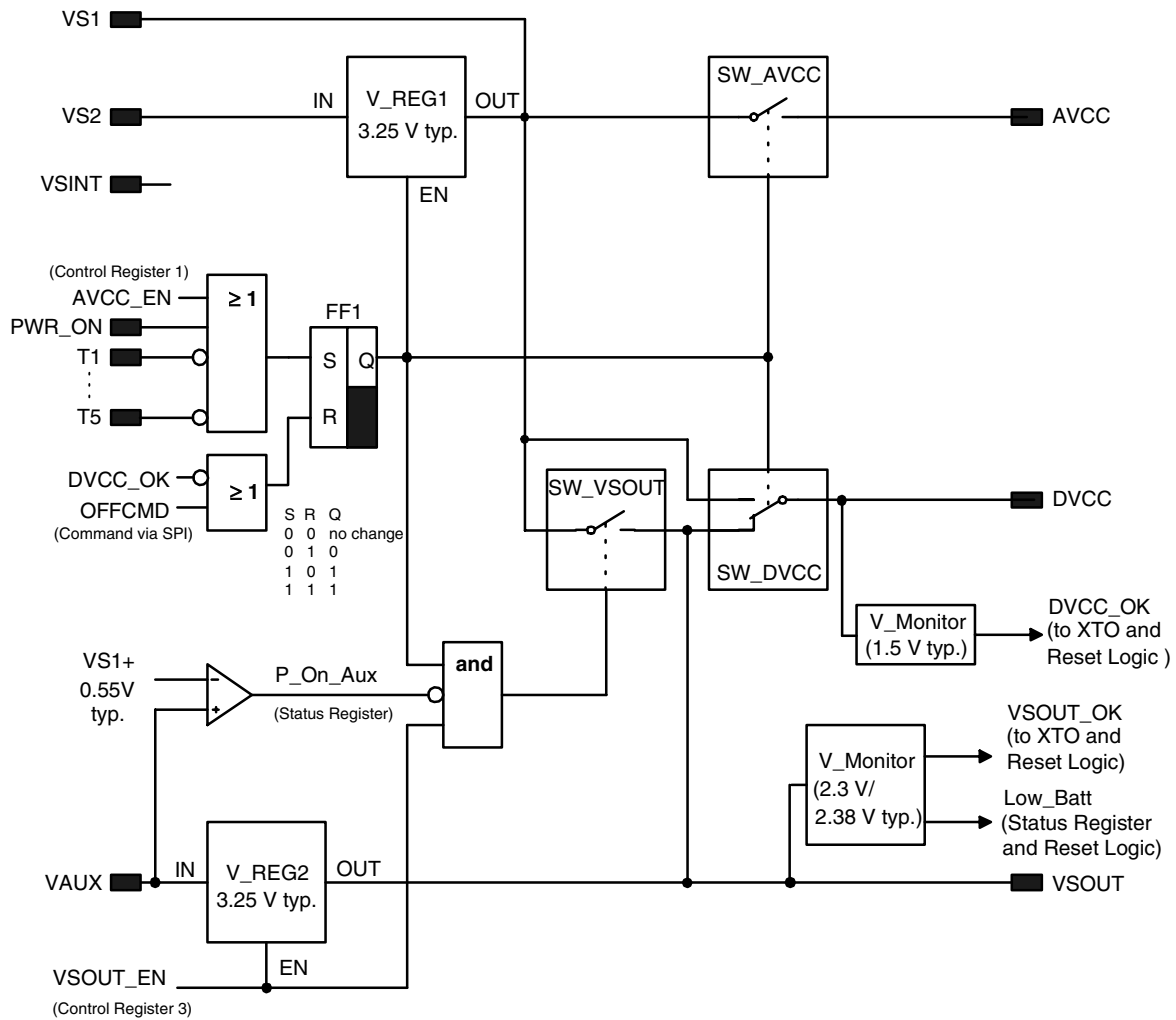 VS1
SW_AVCC
VS2
IN
V_REG1
3.25 V typ.
OUT
AVCC
VSINT
EN
(Control Register 1)
AVCC_EN
PWR_ON
T1
T5
≥ 1
FF1
S
Q
R
DVCC_OK
OFFCMD
(Command via SPI)
≥ 1
S R Q
0 0 no change
0 1 0
1 0 1
1 1 1
SW_VSOUT
SW_DVCC
DVCC
V_Monitor
(1.5 V typ.)
DVCC_OK
(to XTO and
Reset Logic )
VS1+
0.55V
typ.
-
+
P_On_Aux
(Status Register)
and
V_Monitor
(2.3 V/
2.38 V typ.)
VSOUT_OK
(to XTO and
Reset Logic)
Low_Batt
(Status Register
and Reset Logic)
VAUX
IN
V_REG2
3.25 V typ.
OUT
VSOUT
EN
VSOUT_EN
(Control Register 3)